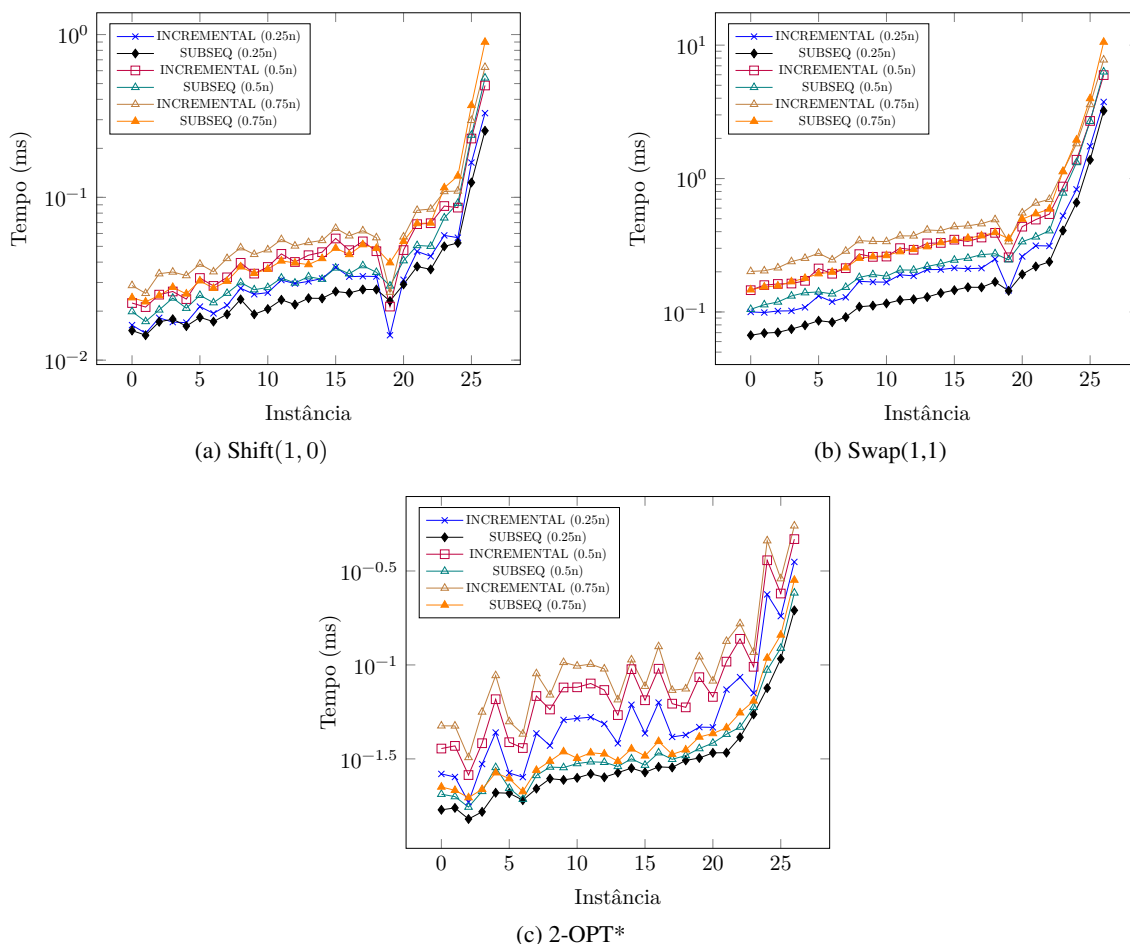 INCREMENTAL (0.25n)
SUBSEQ (0.25n)
INCREMENTAL (0.5n)
SUBSEQ (0.5n)
INCREMENTAL (0.75n)
SUBSEQ (0.75n)
10^0
10^{-1}
10^{-2}
Tempo (ms)
0 5 10 15 20 25
Instância
(a) Shift(1, 0)
INCREMENTAL (0.25n)
SUBSEQ (0.25n)
INCREMENTAL (0.5n)
SUBSEQ (0.5n)
INCREMENTAL (0.75n)
SUBSEQ (0.75n)
10^1
10^0
10^{-1}
Tempo (ms)
0 5 10 15 20 25
Instância
(b) Swap(1,1)
INCREMENTAL (0.25n)
SUBSEQ (0.25n)
INCREMENTAL (0.5n)
SUBSEQ (0.5n)
INCREMENTAL (0.75n)
SUBSEQ (0.75n)
10^{-0.5}
10^{-1}
10^{-1.5}
Tempo (ms)
0 5 10 15 20 25
Instância
(c) 2-OPT*